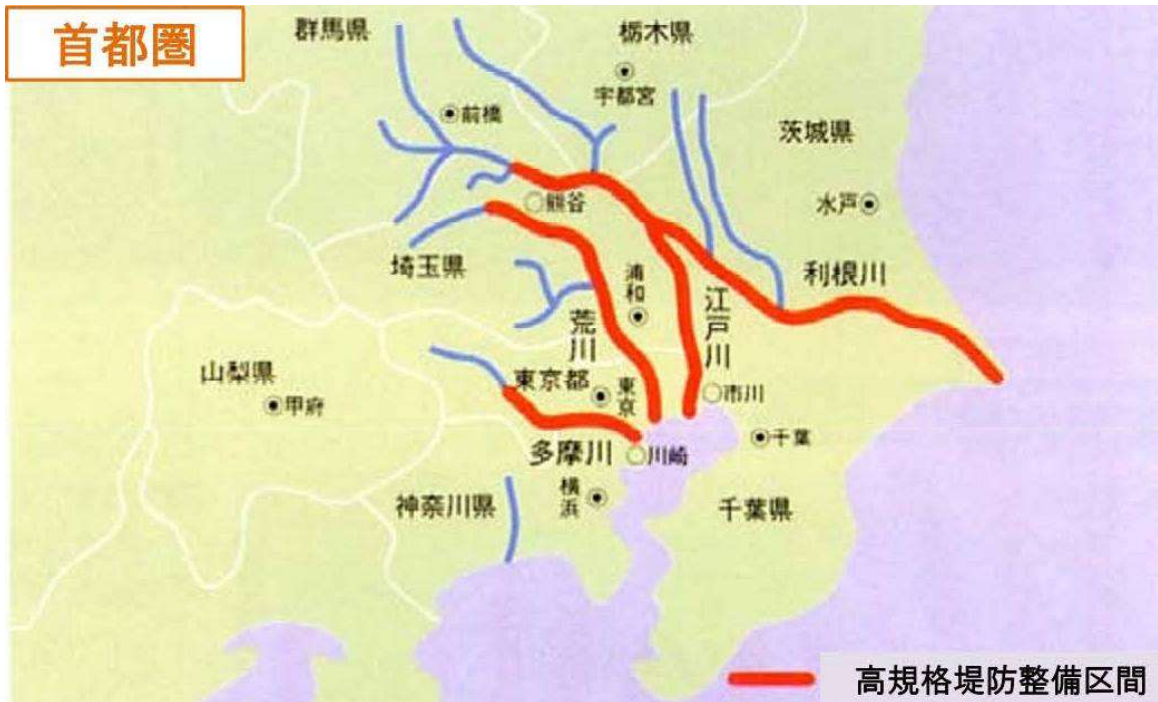 首都圏
群馬県
栃木県
宇都宮
前橋
茨城県
水戸
熊谷
埼玉県
利根川
浦和
江戸川
荒川
山梨県
甲府
東京都
東京
市川
千葉
多摩川
川崎
横浜
神奈川県
千葉県
高規格堤防整備区間